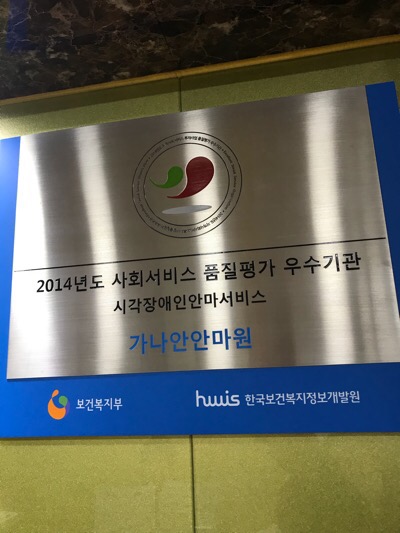 2014년도 사회서비스 품질평가 우수기관
시각장애인안마서비스
가나안안마원
보건복지부
hwis 한국보건복지정보개발원